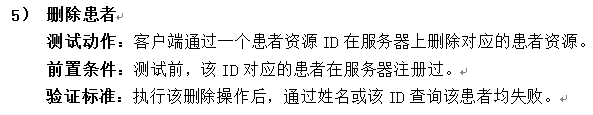 5） 删除患者
测试动作：客户端通过一个患者资源 ID 在服务器上删除对应的患者资源。
前置条件：测试前，该 ID 对应的患者在服务器注册过。
验证标准：执行该删除操作后，通过姓名或该 ID 查询该患者均失败。